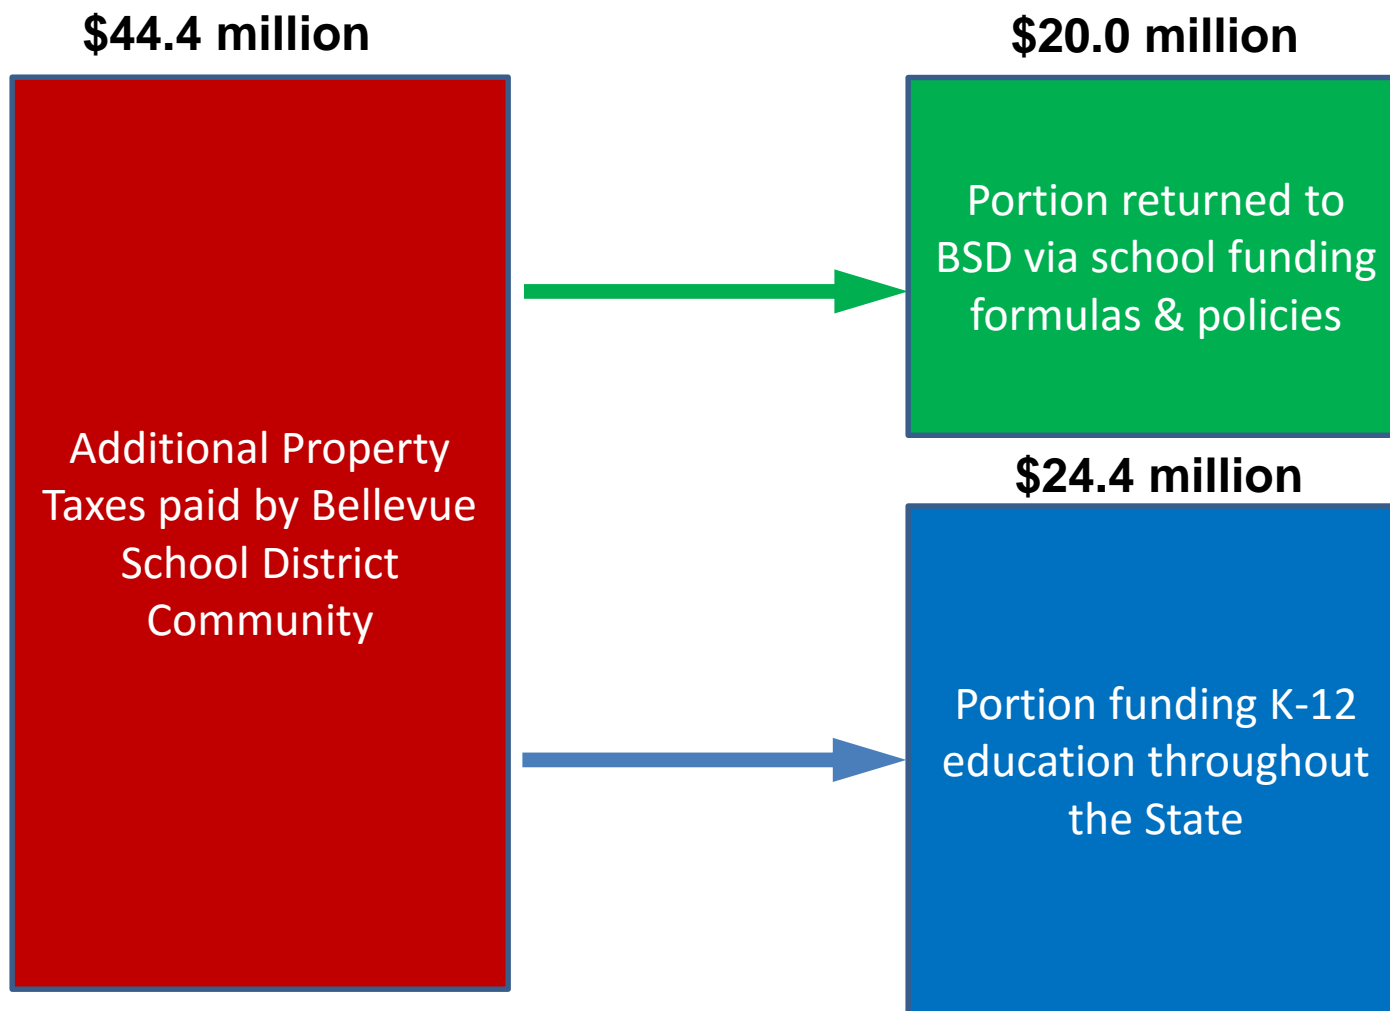 $44.4 million
Additional Property
Taxes paid by Bellevue
School District
Community
$20.0 million
Portion returned to
BSD via school funding
formulas & policies
$24.4 million
Portion funding K-12
education throughout
the State